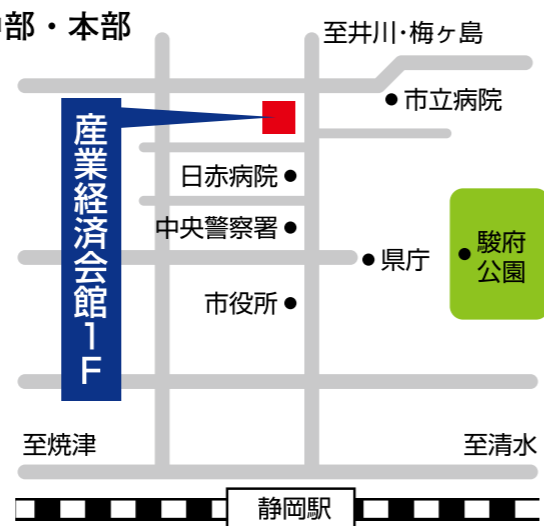 部・本部
至井川・梅ヶ島
市立病院
産業経済会館1F
日赤病院
中央警察署
県庁
駿府
公園
市役所
至焼津
至清水
静岡駅